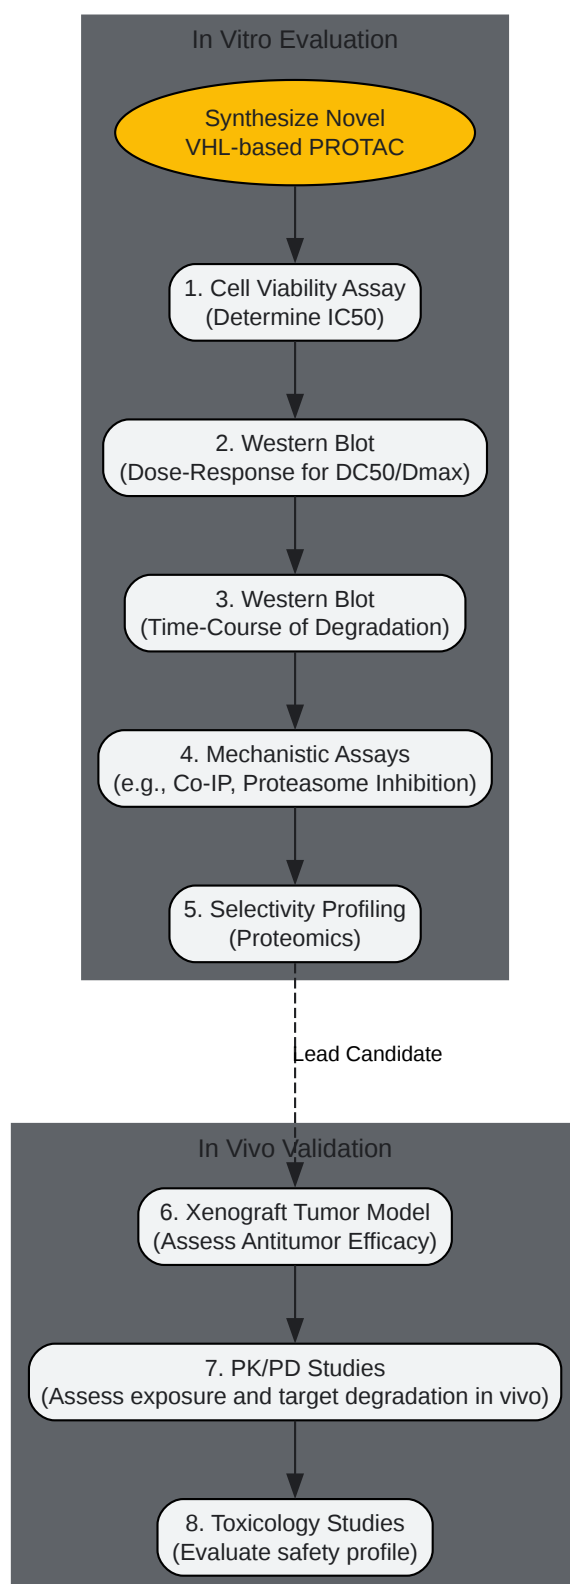 In Vitro Evaluation
Synthesize Novel
VHL-based PROTAC
1. Cell Viability Assay
(Determine IC50)
2. Western Blot
(Dose-Response for DC50/Dmax)
3. Western Blot
(Time-Course of Degradation)
4. Mechanistic Assays
(e.g., Co-IP, Proteasome Inhibition)
5. Selectivity Profiling
(Proteomics)
Lead Candidate
In Vivo Validation
6. Xenograft Tumor Model
(Assess Antitumor Efficacy)
7. PK/PD Studies
(Assess exposure and target degradation in vivo)
8. Toxicology Studies
(Evaluate safety profile)